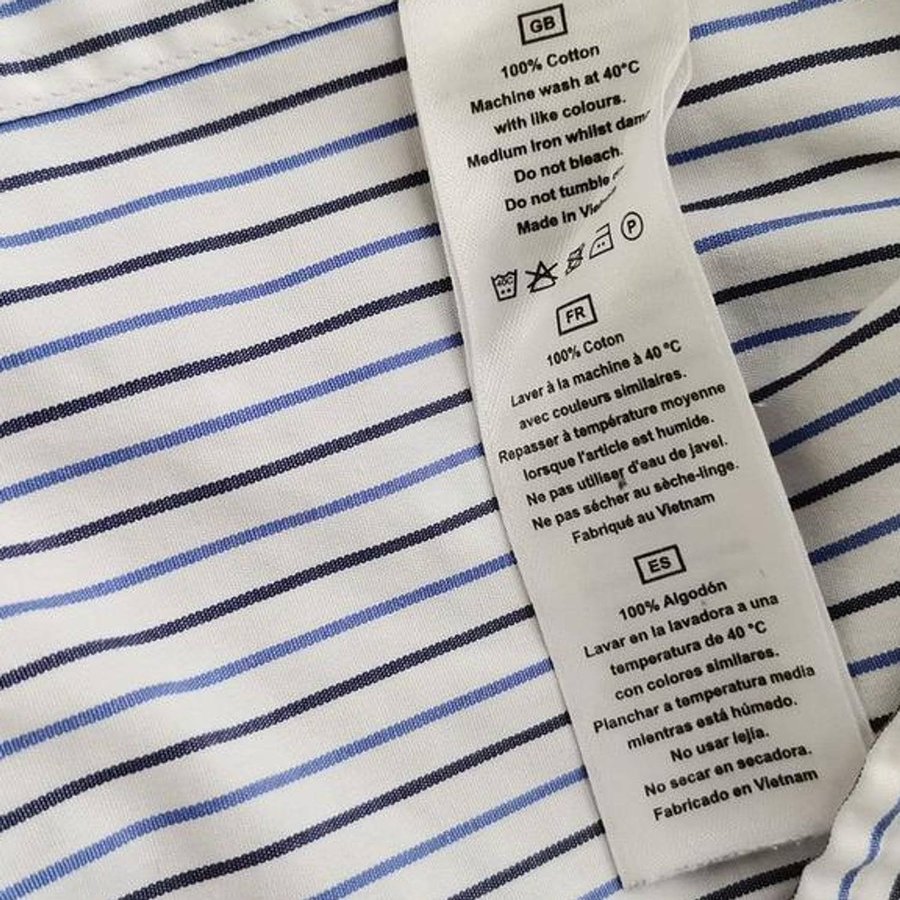 GB
100% Cotton
Machine wash at 40°C
with like colours.
Medium iron whilst
Do not bleach.
Do not tumble
Made in
40C
P
FR
100% Coton
Laver à la machine à 40 °C
avec couleurs similaires.
Repasser à température moyenne
lorsque l'article est humide.
Ne pas utiliser d'eau de javel.
Ne pas sécher au sèche-linge.
Fabriqué au Vietnam
ES
100% Algodón
Lavar en la lavadora a una
temperatura de 40 °C
con colores similares.
Planchar a temperatura media
mientras está húmedo.
No usar lejía.
No secar en secadora.
Fabricado en Vietnam